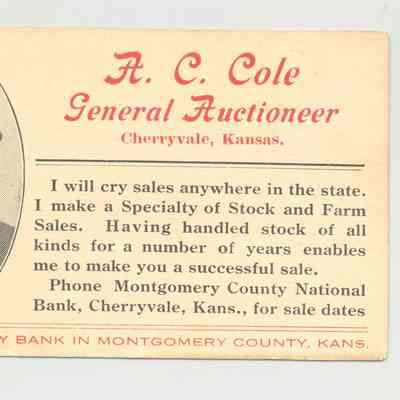 A. C. Cole
General Auctioneer
Cherryvale, Kansas.
I will cry sales anywhere in the state.
I make a Specialty of Stock and Farm
Sales. Having handled stock of all
kinds for a number of years enables
me to make you a successful sale.
Phone Montgomery County National
Bank, Cherryvale, Kans., for sale dates
BANK IN MONTGOMERY COUNTY, KANS.